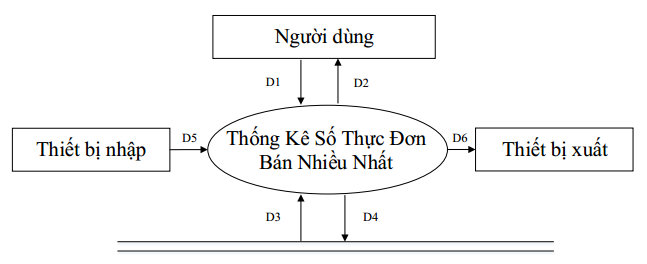 Người dùng
D1
D2
D5
D6
Thiết bị nhập
Thống Kê Số Thực Đơn
Bán Nhiều Nhất
Thiết bị xuất
D3
D4